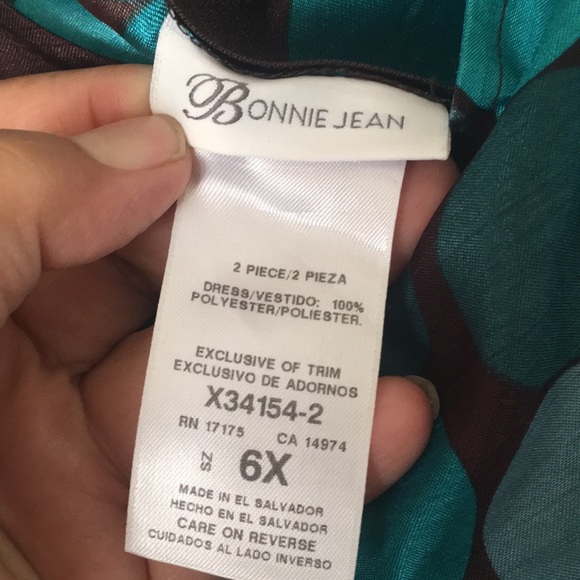 BONNIE JEAN
2 PIECE/2 PIEZA
DRESS/VESTIDO: 100%
POLYESTER/POLIESTER.
EXCLUSIVE OF TRIM
EXCLUSIVO DE ADORNOS
X34154-2
RN 17175 CA 14974
SZ 6X
MADE IN EL SALVADOR
HECHO EN EL SALVADOR
CARE ON REVERSE
CUIDADOS AL LADO INVERSO